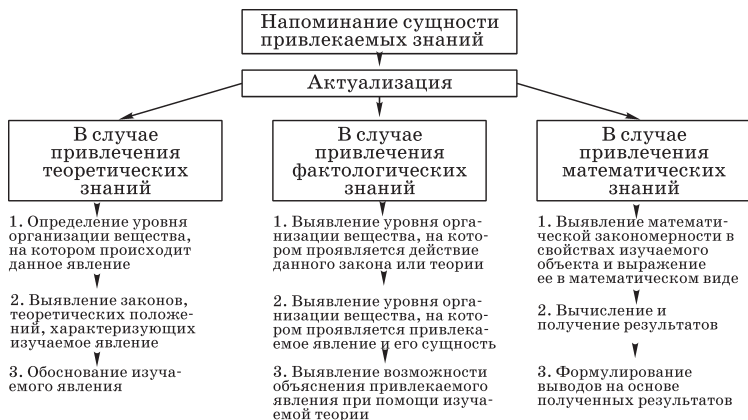 Напоминание сущности
привлекаемых знаний
Актуализация
В случае
привлечения
теоретических
знаний
1. Определение уровня
организации вещества,
на котором происходит
данное явление
2. Выявление законов,
теоретических положе-
ний, характеризующих
изучаемое явление
3. Обоснование изуча-
емого явления
В случае
привлечения
фактологических
знаний
1. Выявление уровня орга-
низации вещества, на кото-
ром проявляется действие
данного закона или теории
2. Выявление уровня орга-
низации вещества, на кото-
ром проявляется привлека-
емое явление и его сущность
3. Выявление возможности
объяснения привлекаемого
явления при помощи изуча-
емой теории
В случае
привлечения
математических
знаний
1. Выявление математи-
ческой закономерности в
свойствах изучаемого
объекта и выражение
ее в математическом виде
2. Вычисление и
получение результатов
3. Формулирование
выводов на основе
полученных результатов